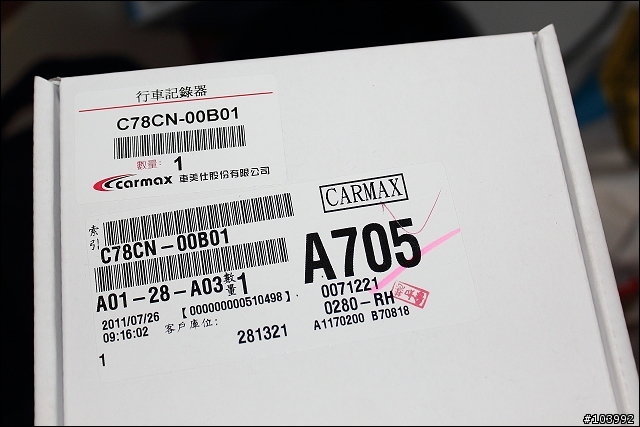 行車記錄器
C78CN-00B01
數量: 1
carmax 車美仕股份有限公司
CARMAX
索引
C78CN-00B01
A705
A01-28-A03 數量 1
0071221
【000000000510498】
0280-RH
2011/07/26
09:16:02
客戶庫位:
281321
A1170200 B70818
1
#103992